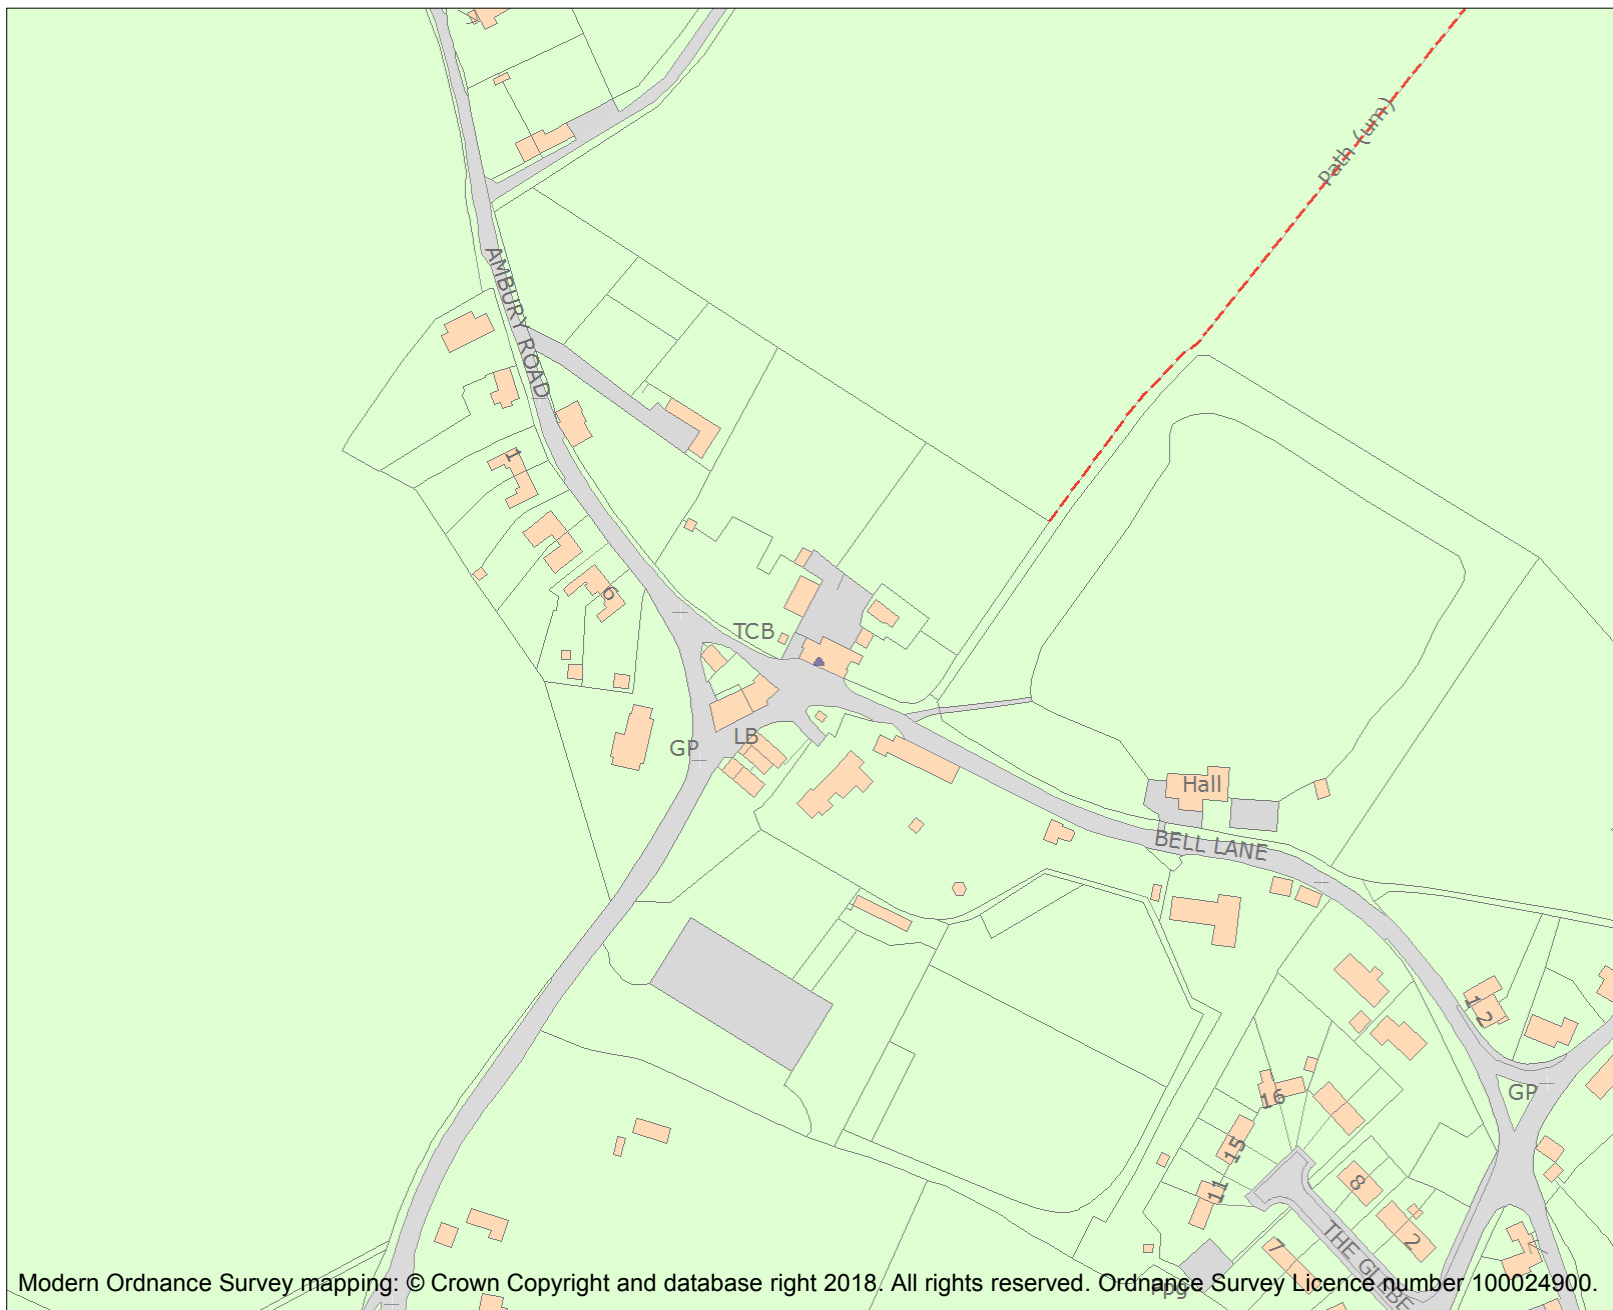 Path (um)
AMBURY ROAD
1
6
TCB
LB
GP
Hall
BELL LANE
1
2
GP
16
15
11
8
2
7
THE GLEBE
Ppg
Modern Ordnance Survey mapping: © Crown Copyright and database right 2018. All rights reserved. Ordnance Survey Licence number 100024900.